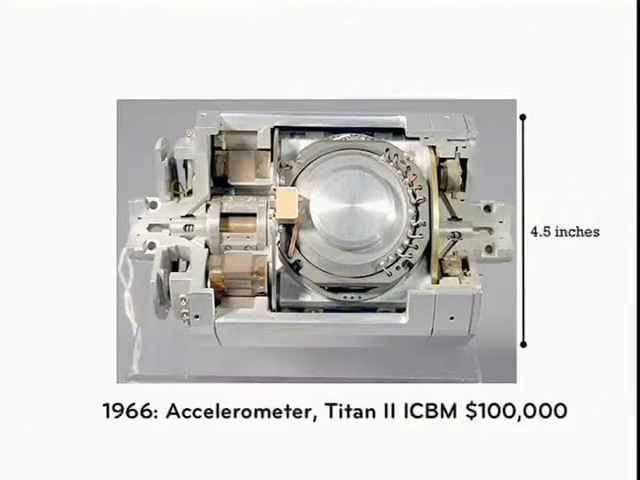 4.5 inches
1966: Accelerometer, Titan II ICBM $100,000